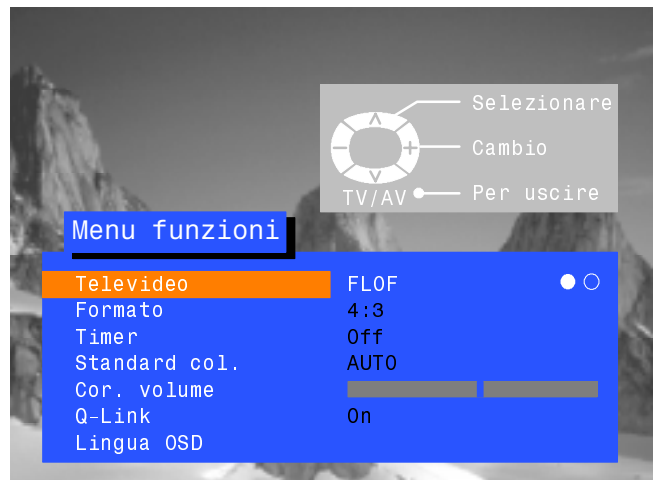 Selezionare
Cambio
TV/AV Per uscire
Menu funzioni
Televideo FLOF
Formato 4:3
Timer Off
Standard col. AUTO
Cor. volume
Q-Link On
Lingua OSD